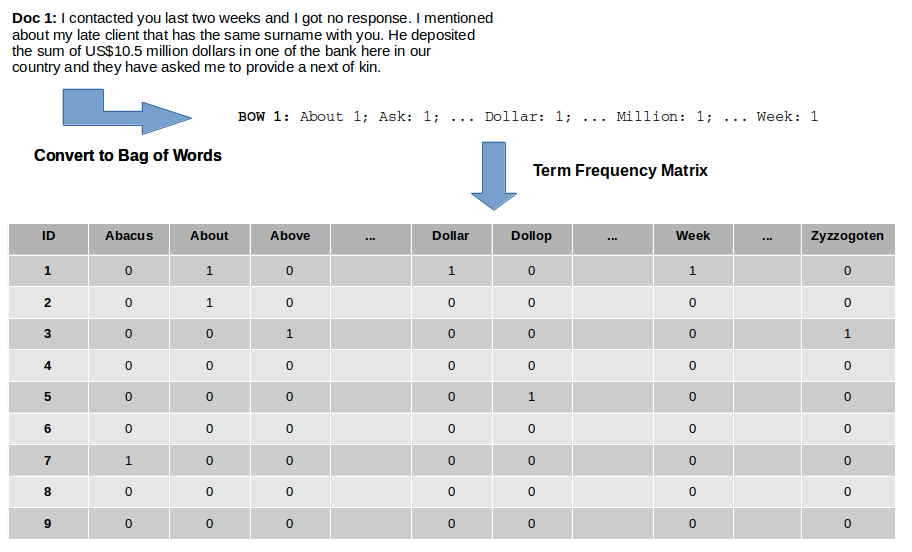 Doc 1: I contacted you last two weeks and I got no response. I mentioned
about my late client that has the same surname with you. He deposited
the sum of US$10.5 million dollars in one of the bank here in our
country and they have asked me to provide a next of kin.
BOW 1: About 1; Ask: 1; ... Dollar: 1; ... Million: 1; ... Week: 1
Convert to Bag of Words
Term Frequency Matrix
ID Abacus About Above ... Dollar Dollop ... Week ... Zyzzogoten
1 0 1 0 1 0 1 0
2 0 1 0 0 0 0 0
3 0 0 1 0 0 0 1
4 0 0 0 0 0 0 0
5 0 0 0 0 1 0 0
6 0 0 0 0 0 0 0
7 1 0 0 0 0 0 0
8 0 0 0 0 0 0 0
9 0 0 0 0 0 0 0